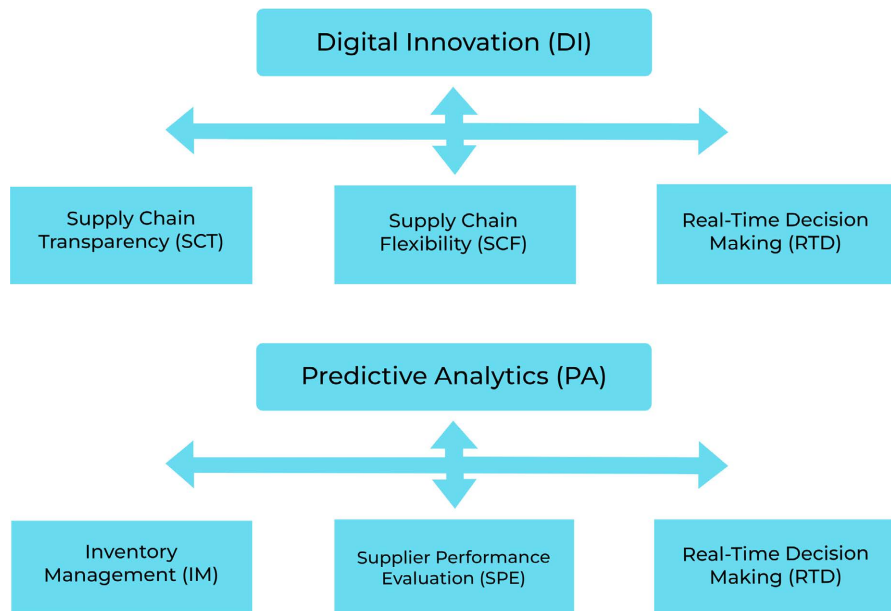 Digital Innovation (DI)
Supply Chain
Transparency (SCT)
Supply Chain
Flexibility (SCF)
Real-Time Decision
Making (RTD)
Predictive Analytics (PA)
Inventory
Management (IM)
Supplier Performance
Evaluation (SPE)
Real-Time Decision
Making (RTD)